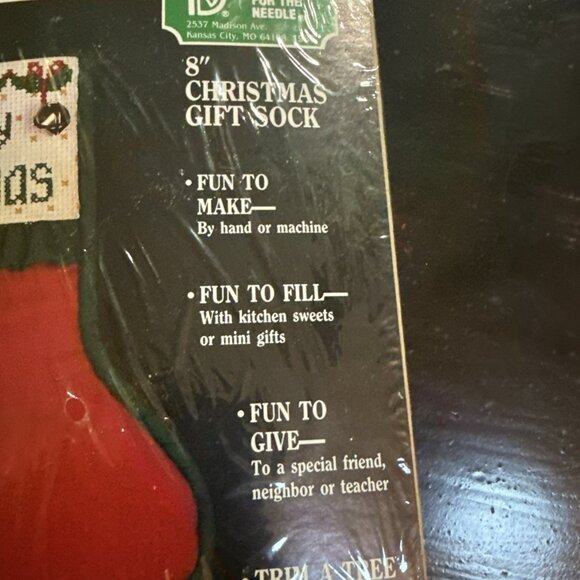 FOR THE
NEEDLE
2537 Madison Ave.
Kansas City, MO
8"
CHRISTMAS
GIFT SOCK
• FUN TO
MAKE—
By hand or machine
• FUN TO FILL—
With kitchen sweets
or mini gifts
• FUN TO
GIVE—
To a special friend,
neighbor or teacher
• TRIM A TREE